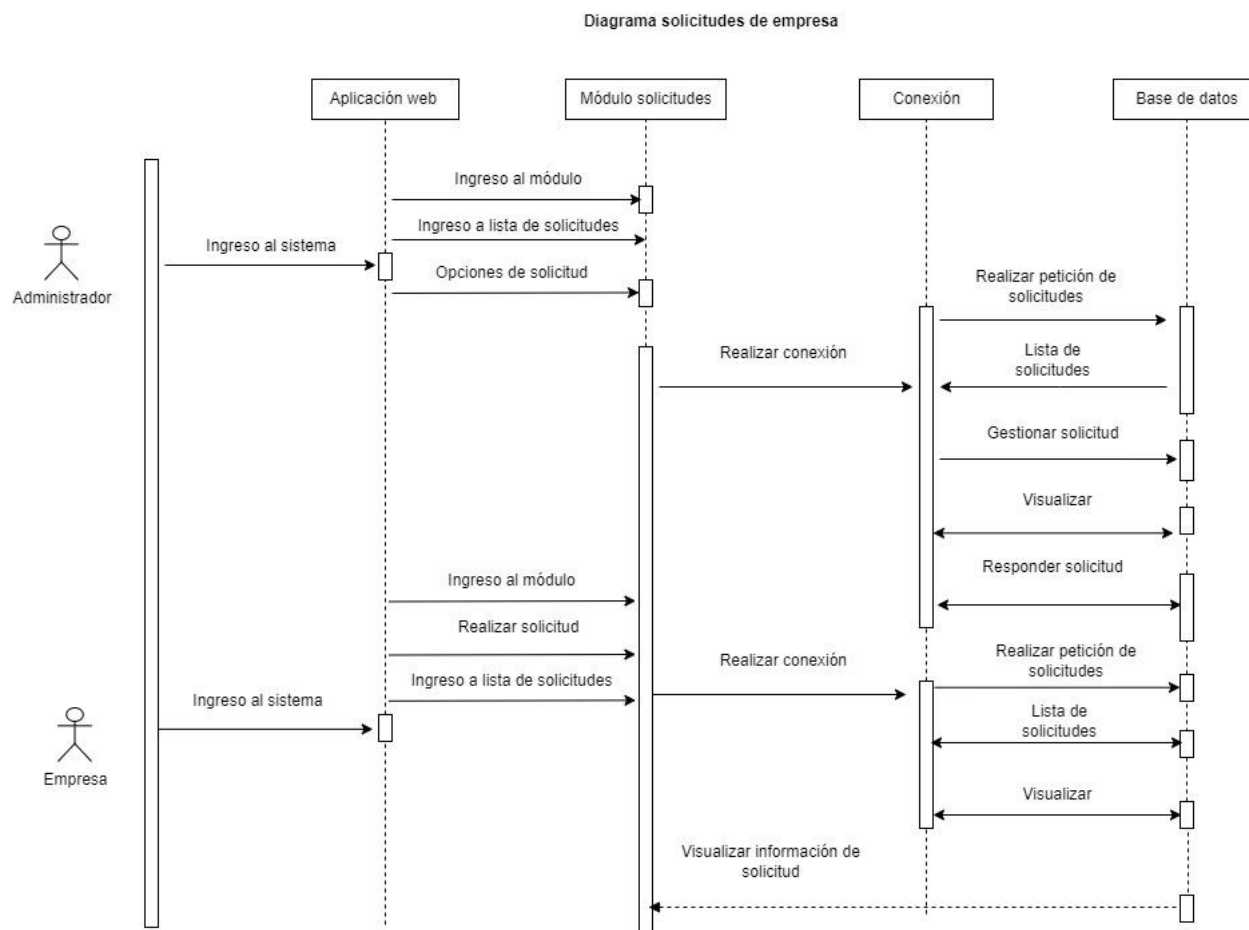 Diagrama solicitudes de empresa
Aplicación web
Módulo solicitudes
Conexión
Base de datos
Ingreso al módulo
Ingreso a lista de solicitudes
Ingreso al sistema
Opciones de solicitud
Realizar petición de
solicitudes
Administrador
Realizar conexión
Lista de
solicitudes
Gestionar solicitud
Visualizar
Responder solicitud
Ingreso al módulo
Realizar solicitud
Realizar conexión
Realizar petición de
solicitudes
Ingreso a lista de solicitudes
Ingreso al sistema
Lista de
solicitudes
Empresa
Visualizar
Visualizar información de
solicitud